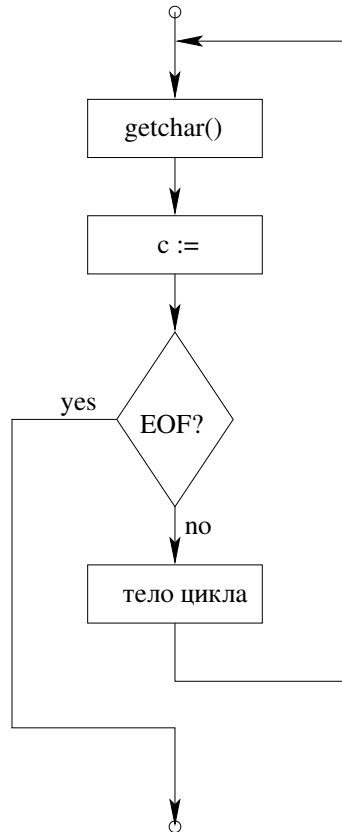 getchar()
c :=
yes
EOF?
no
тело цикла